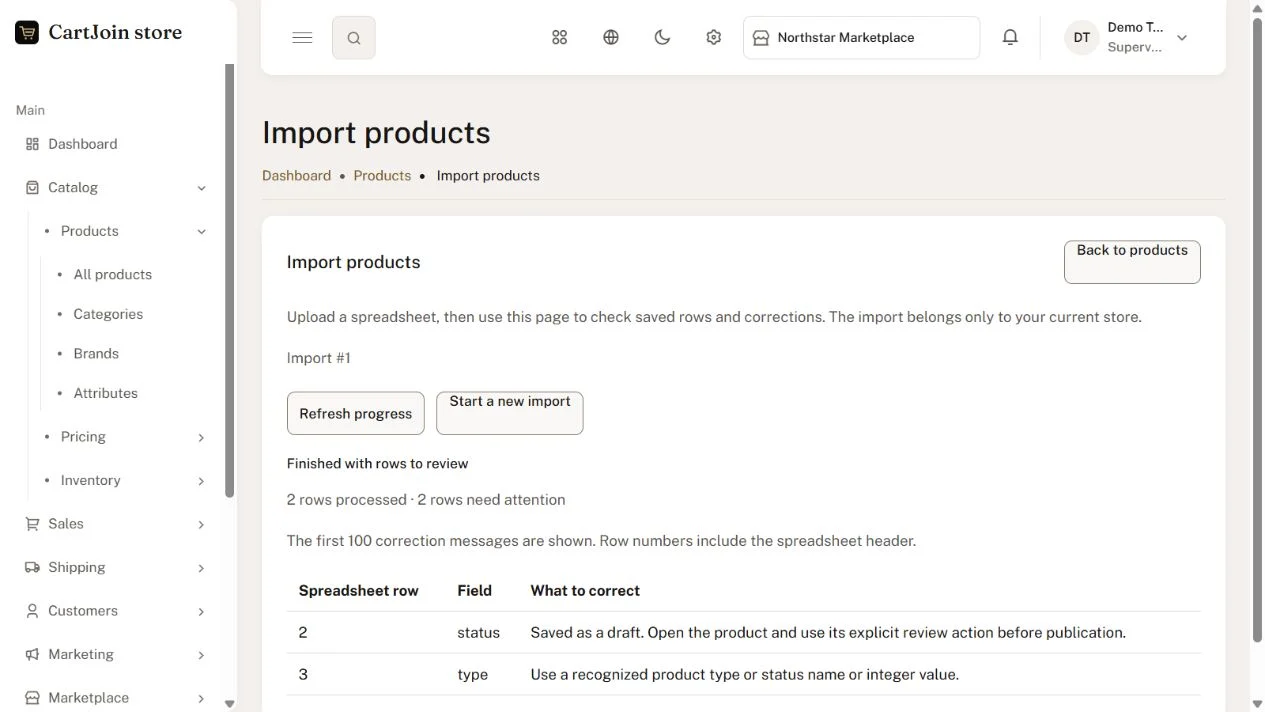 CartJoin store
Northstar Marketplace
DT
Demo T...
Superv...
Main
Dashboard
Catalog
Products
All products
Categories
Brands
Attributes
Pricing
Inventory
Sales
Shipping
Customers
Marketing
Marketplace
Import products
Dashboard • Products • Import products
Import products
Back to products
Upload a spreadsheet, then use this page to check saved rows and corrections. The import belongs only to your current store.
Import #1
Refresh progress
Start a new import
Finished with rows to review
2 rows processed · 2 rows need attention
The first 100 correction messages are shown. Row numbers include the spreadsheet header.
Spreadsheet row Field What to correct
2 status Saved as a draft. Open the product and use its explicit review action before publication.
3 type Use a recognized product type or status name or integer value.